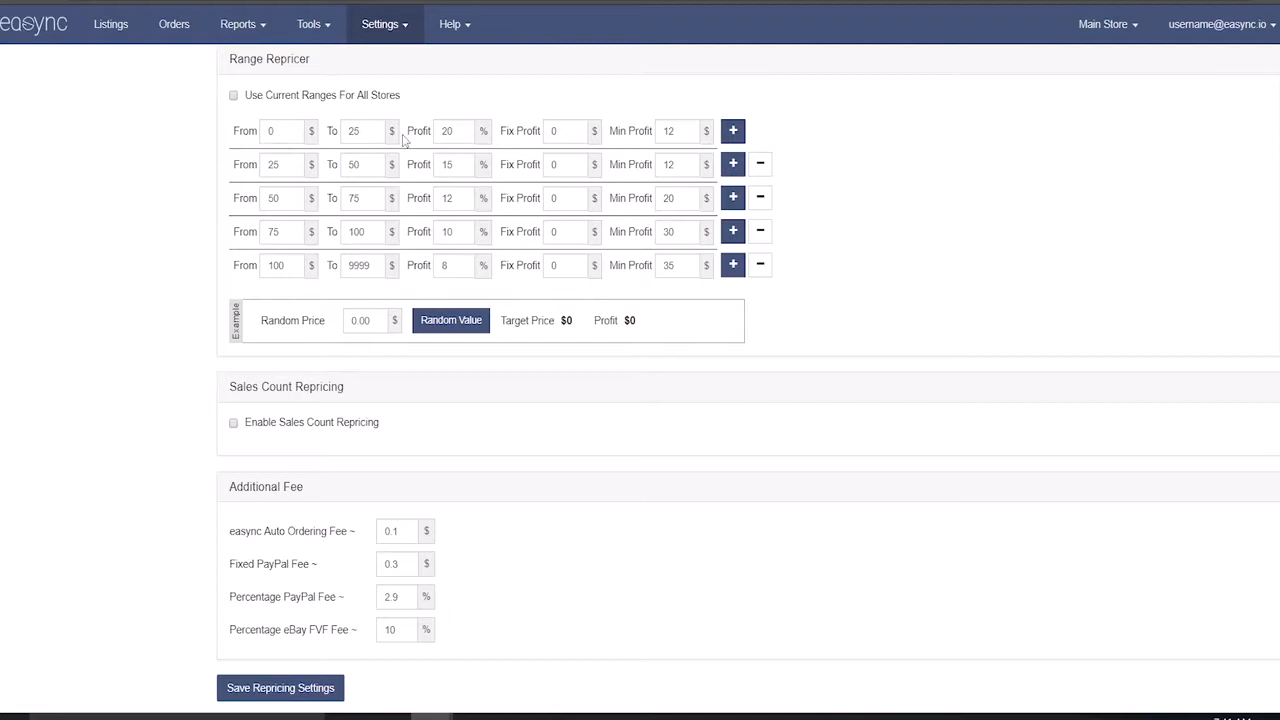 easync Listings Orders Reports Tools Settings Help Main Store username@easync.io
Range Repricer
Use Current Ranges For All Stores
From 0 $ To 25 $ Profit 20 % Fix Profit 0 $ Min Profit 12 $ +
From 25 To 50 $ Profit 15 % Fix Profit 0 $ Min Profit 12 $ + -
From 50 $ To 75 $ Profit 12 % Fix Profit 0 $ Min Profit 20 $ + -
From 75 $ To 100 $ Profit 10 % Fix Profit 0 $ Min Profit 30 $ + -
From 100 $ To 9999 $ Profit 8 % Fix Profit 0 $ Min Profit 35 $ + -
Example Random Price 0.00 $ Random Value Target Price $0 Profit $0
Sales Count Repricing
Enable Sales Count Repricing
Additional Fee
easync Auto Ordering Fee ~ 0.1 $
Fixed PayPal Fee ~ 0.3 $
Percentage PayPal Fee ~ 2.9 %
Percentage eBay FVF Fee ~ 10 %
Save Repricing Settings